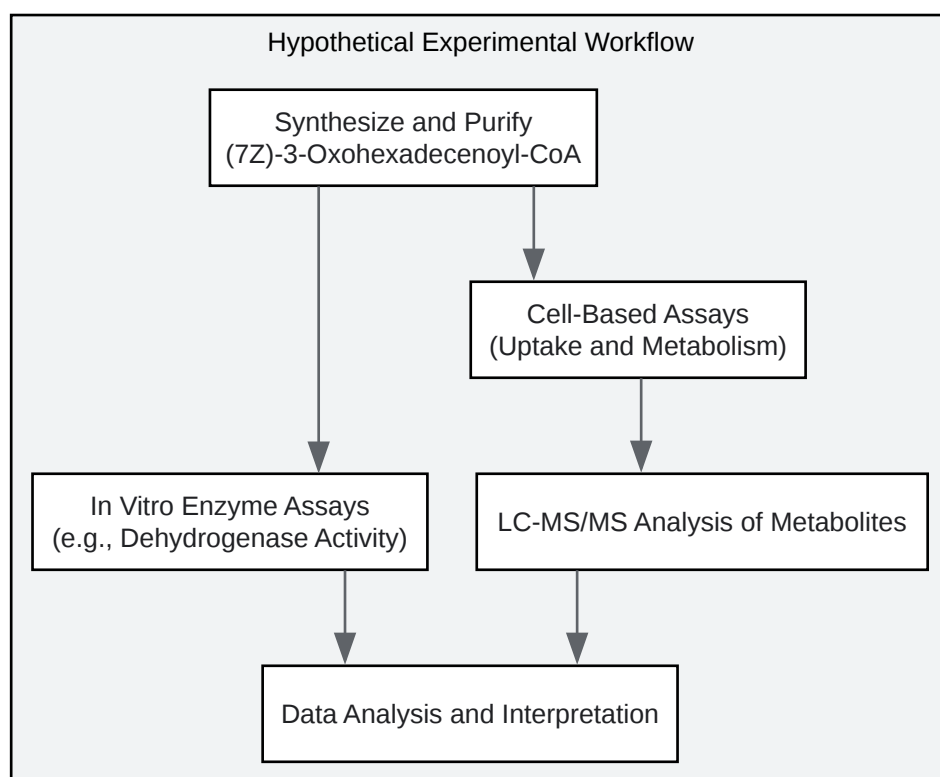 Hypothetical Experimental Workflow
Synthesize and Purify
(7Z)-3-Oxohexadecenoyl-CoA
Cell-Based Assays
(Uptake and Metabolism)
In Vitro Enzyme Assays
(e.g., Dehydrogenase Activity)
LC-MS/MS Analysis of Metabolites
Data Analysis and Interpretation